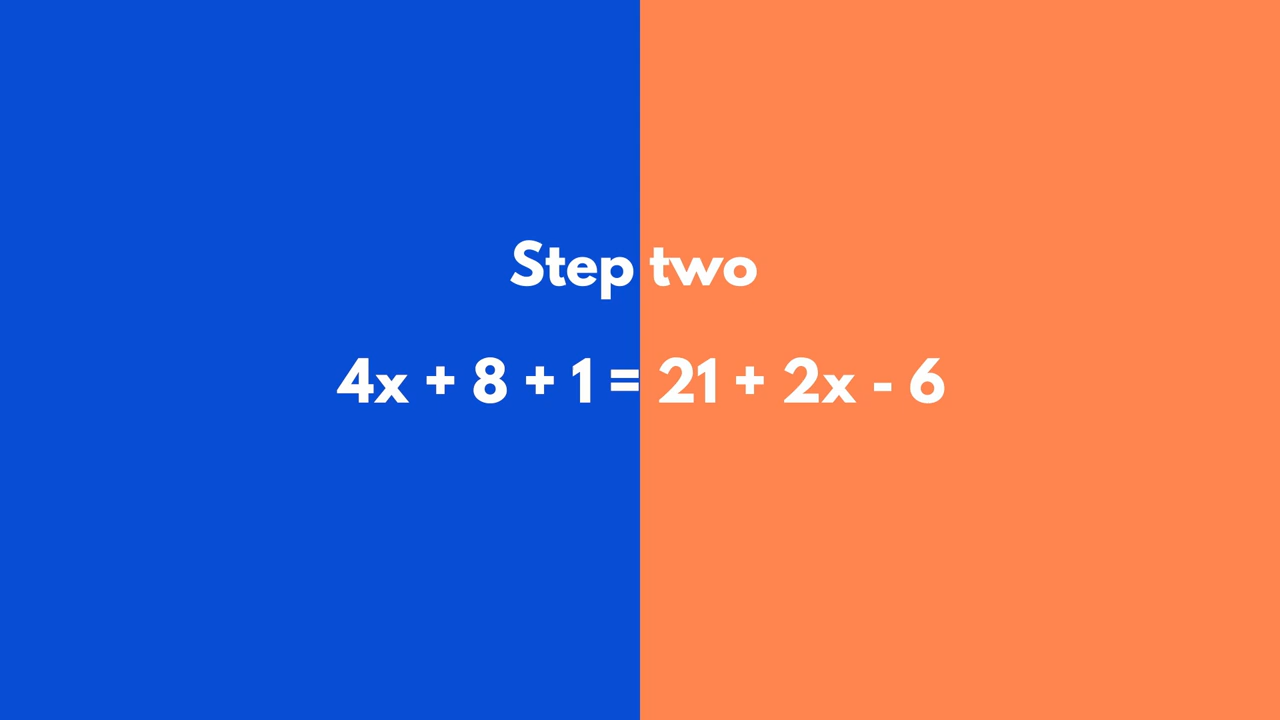 Step two
4x + 8 + 1 = 21 + 2x - 6